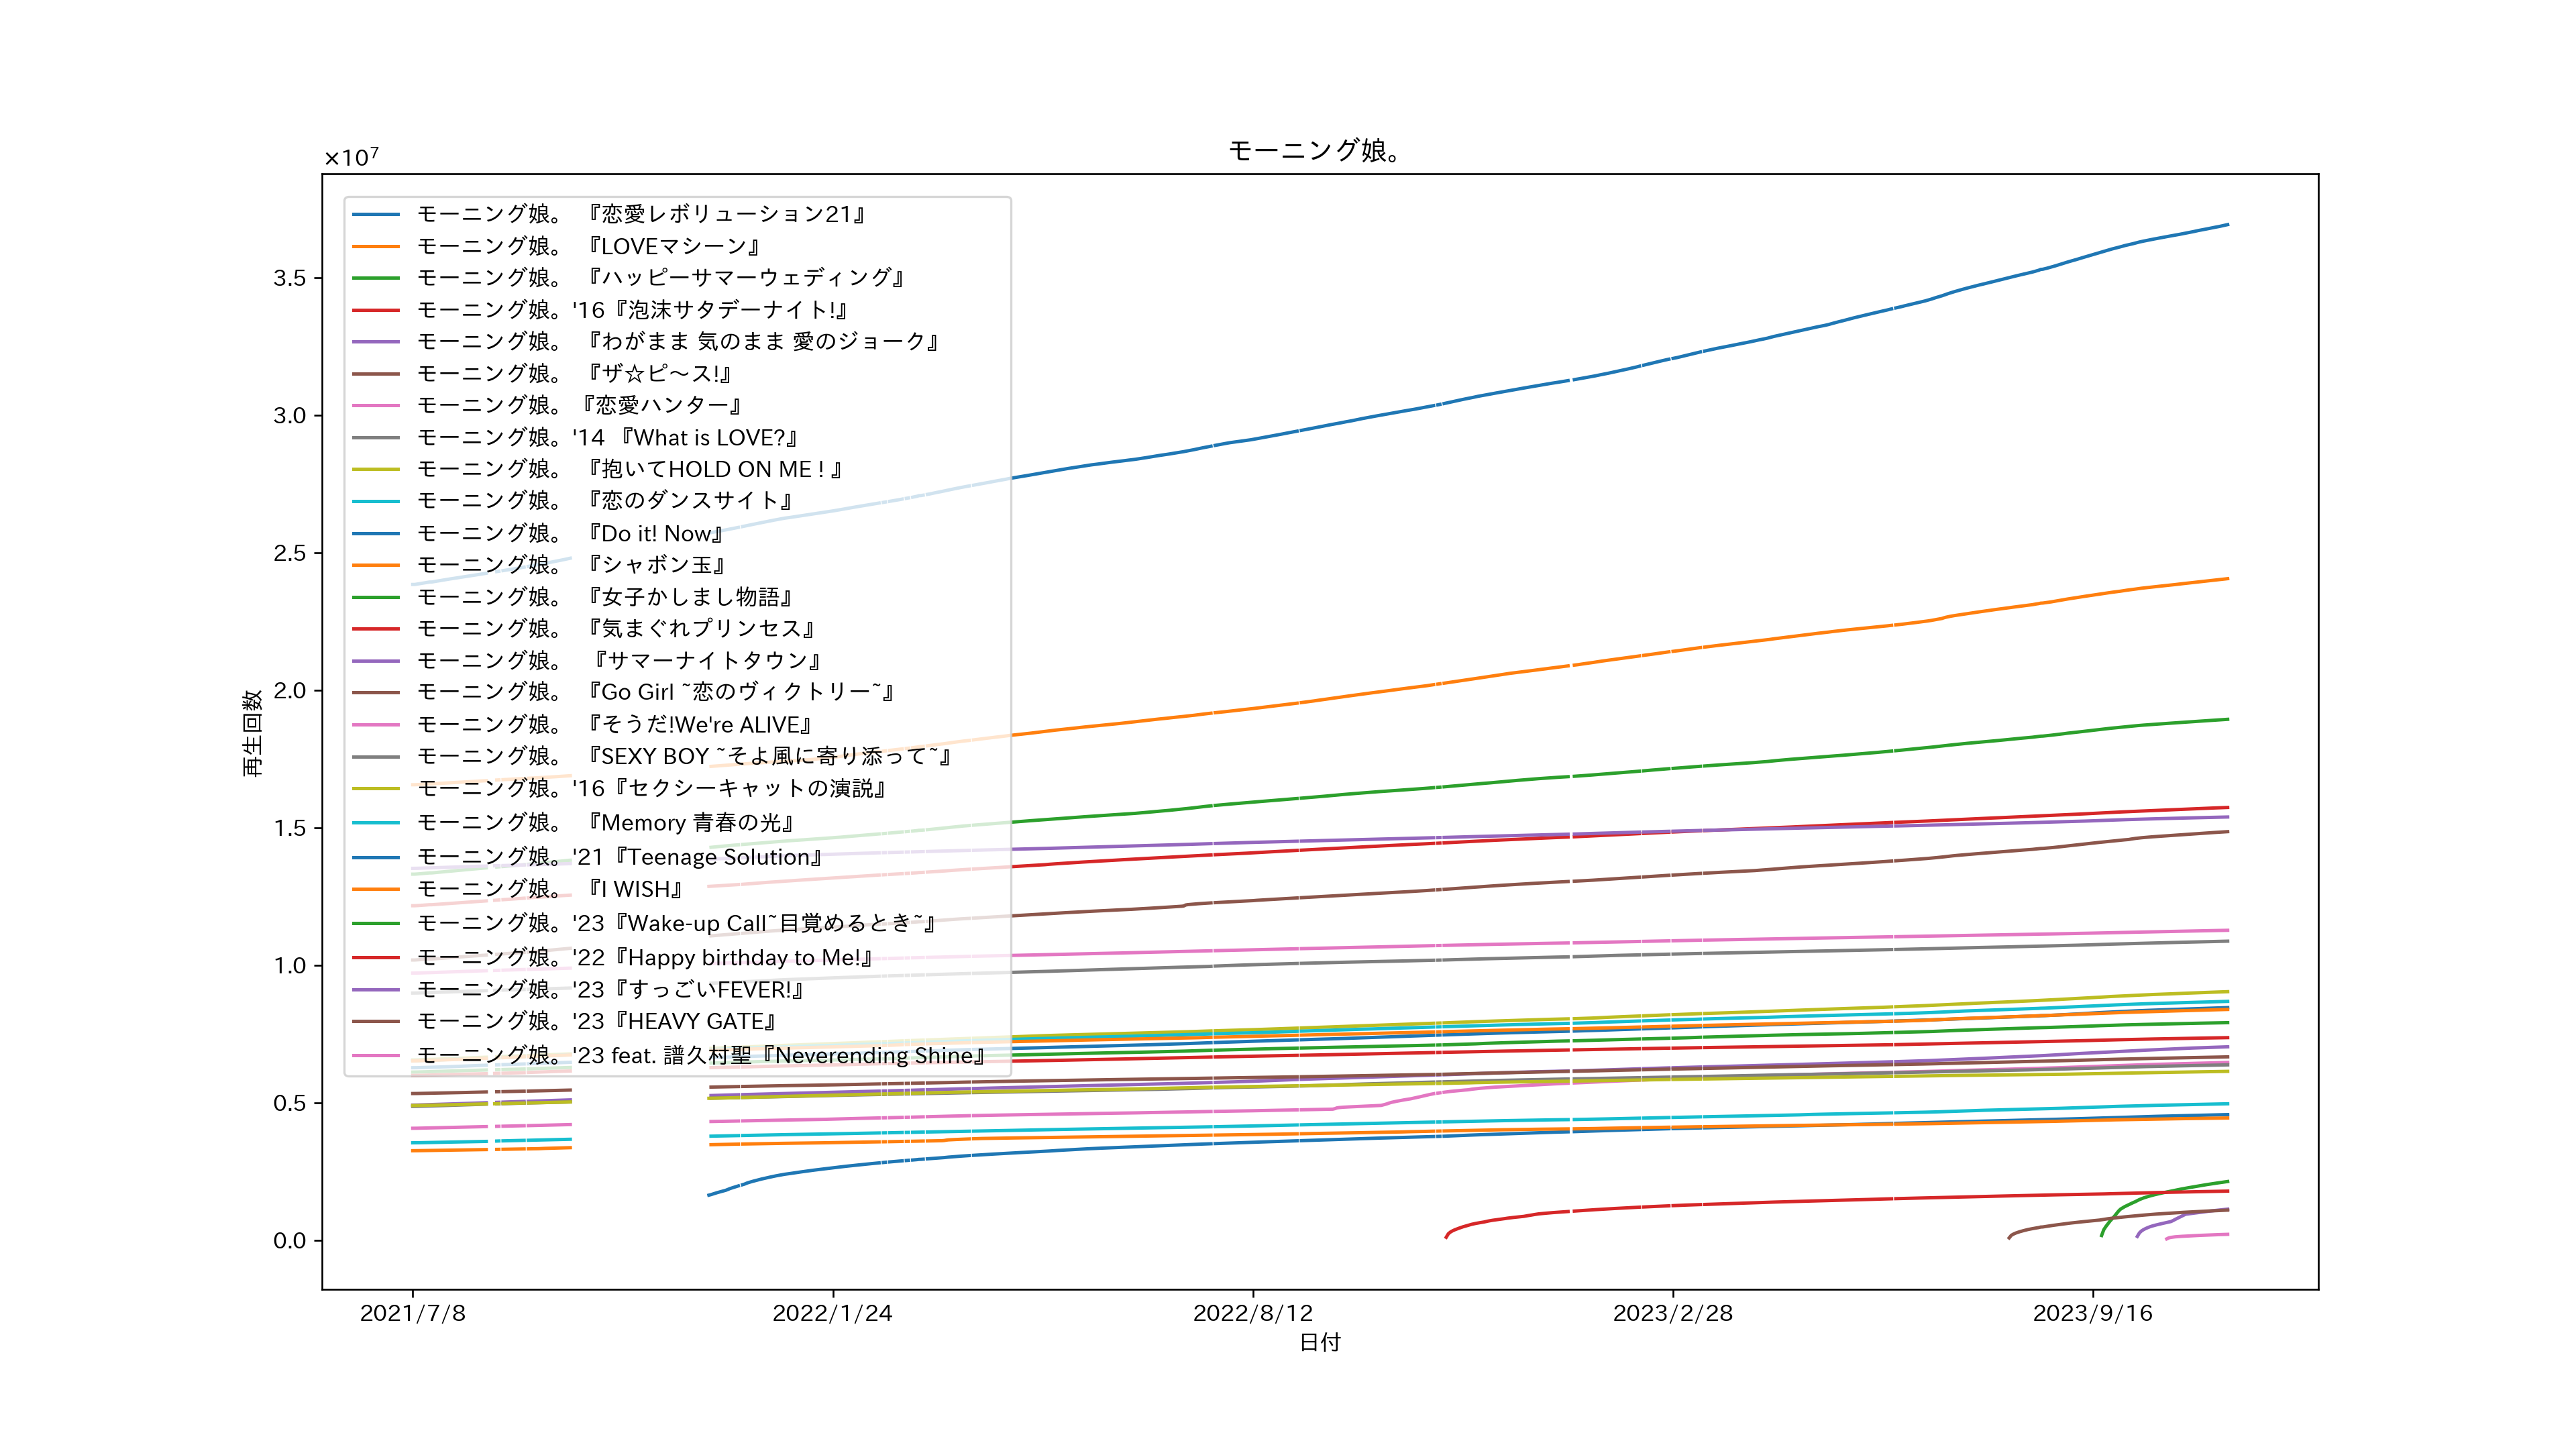 モーニング娘。
×10⁷
モーニング娘。 『恋愛レボリューション21』
モーニング娘。 『LOVEマシーン』
モーニング娘。 『ハッピーサマーウェディング』
モーニング娘。'16『泡沫サタデーナイト!』
モーニング娘。 『わがまま 気のまま 愛のジョーク』
モーニング娘。 『ザ☆ピ〜ス!』
モーニング娘。『恋愛ハンター』
モーニング娘。'14 『What is LOVE?』
モーニング娘。 『抱いてHOLD ON ME ! 』
モーニング娘。 『恋のダンスサイト』
モーニング娘。 『Do it! Now』
モーニング娘。 『シャボン玉』
モーニング娘。 『女子かしまし物語』
モーニング娘。 『気まぐれプリンセス』
モーニング娘。  『サマーナイトタウン』
モーニング娘。 『Go Girl ~恋のヴィクトリー~』
モーニング娘。 『そうだ!We're ALIVE』
モーニング娘。 『SEXY BOY ~そよ風に寄り添って~』
モーニング娘。'16『セクシーキャットの演説』
モーニング娘。 『Memory 青春の光』
モーニング娘。'21『Teenage Solution』
モーニング娘。 『I WISH』
モーニング娘。'23『Wake-up Call~目覚めるとき~』
モーニング娘。'22『Happy birthday to Me!』
モーニング娘。'23『すっごいFEVER!』
モーニング娘。'23『HEAVY GATE』
モーニング娘。'23 feat. 譜久村聖『Neverending Shine』
3.5
3.0
2.5
2.0
1.5
1.0
0.5
0.0
再生回数
2021/7/8
2022/1/24
2022/8/12
2023/2/28
2023/9/16
日付